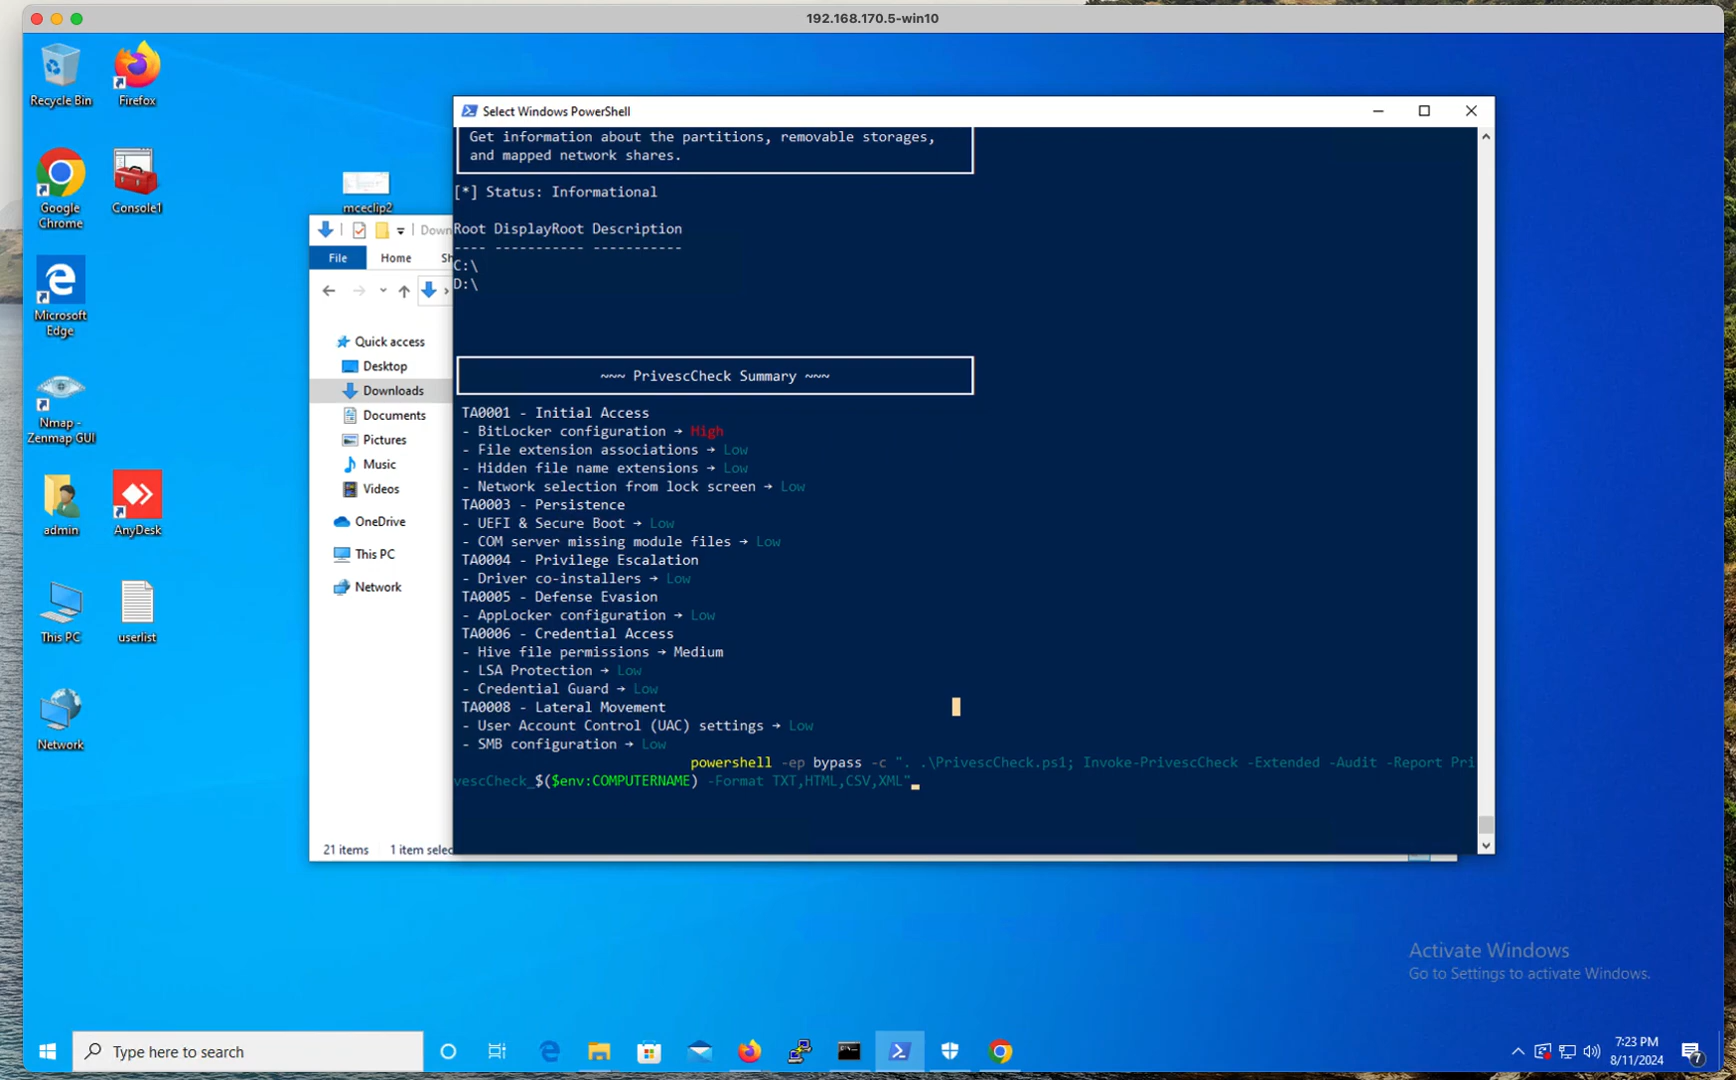 192.168.170.5-win10
Recycle Bin
Firefox
Google
Chrome
Console1
mceclip2
Microsoft
Edge
Nmap -
Zenmap GUI
admin
AnyDesk
This PC
userlist
Network
Down
File
Home
Sh
Quick access
Desktop
Downloads
Documents
Pictures
Music
Videos
OneDrive
This PC
Network
21 items
1 item selec
Select Windows PowerShell
Get information about the partitions, removable storages,
and mapped network shares.
[*] Status: Informational
Root DisplayRoot Description
---- ----------- -----------
C:\
D:\
~~~ PrivescCheck Summary ~~~
TA0001 - Initial Access
- BitLocker configuration → High
- File extension associations → Low
- Hidden file name extensions → Low
- Network selection from lock screen → Low
TA0003 - Persistence
- UEFI & Secure Boot → Low
- COM server missing module files → Low
TA0004 - Privilege Escalation
- Driver co-installers → Low
TA0005 - Defense Evasion
- AppLocker configuration → Low
TA0006 - Credential Access
- Hive file permissions → Medium
- LSA Protection → Low
- Credential Guard → Low
TA0008 - Lateral Movement
- User Account Control (UAC) settings → Low
- SMB configuration → Low
powershell -ep bypass -c ". .\PrivescCheck.ps1; Invoke-PrivescCheck -Extended -Audit -Report Pri
vescCheck_$($env:COMPUTERNAME) -Format TXT,HTML,CSV,XML"
Activate Windows
Go to Settings to activate Windows.
Type here to search
7:23 PM
8/11/2024
7